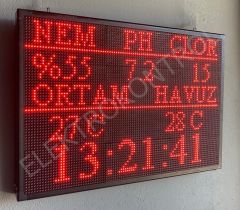 NEM PH CLOR
%55 7.2 15
ORTAM HAVUZ
27C 28C
13:21:41